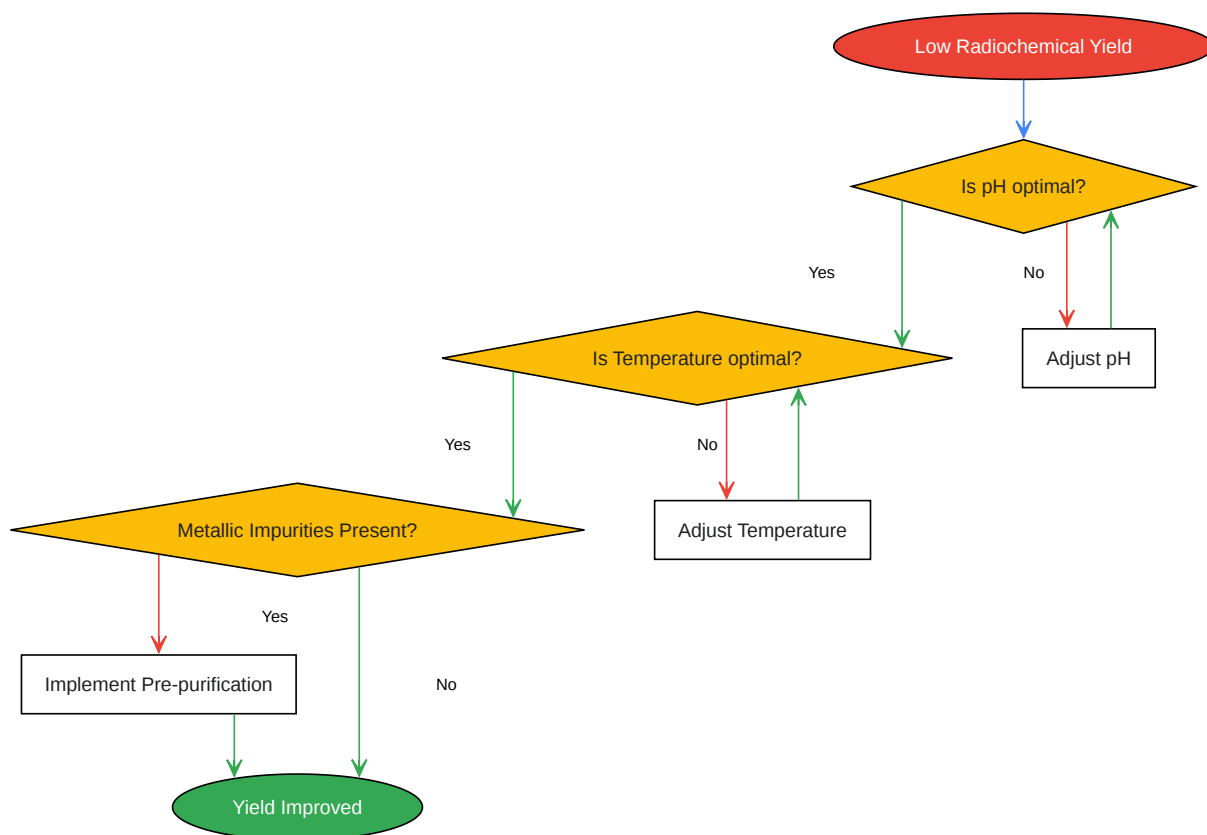 Low Radiochemical Yield
Is pH optimal?
Yes
No
Is Temperature optimal?
Adjust pH
Yes
No
Metallic Impurities Present?
Adjust Temperature
Yes
Implement Pre-purification
No
Yield Improved